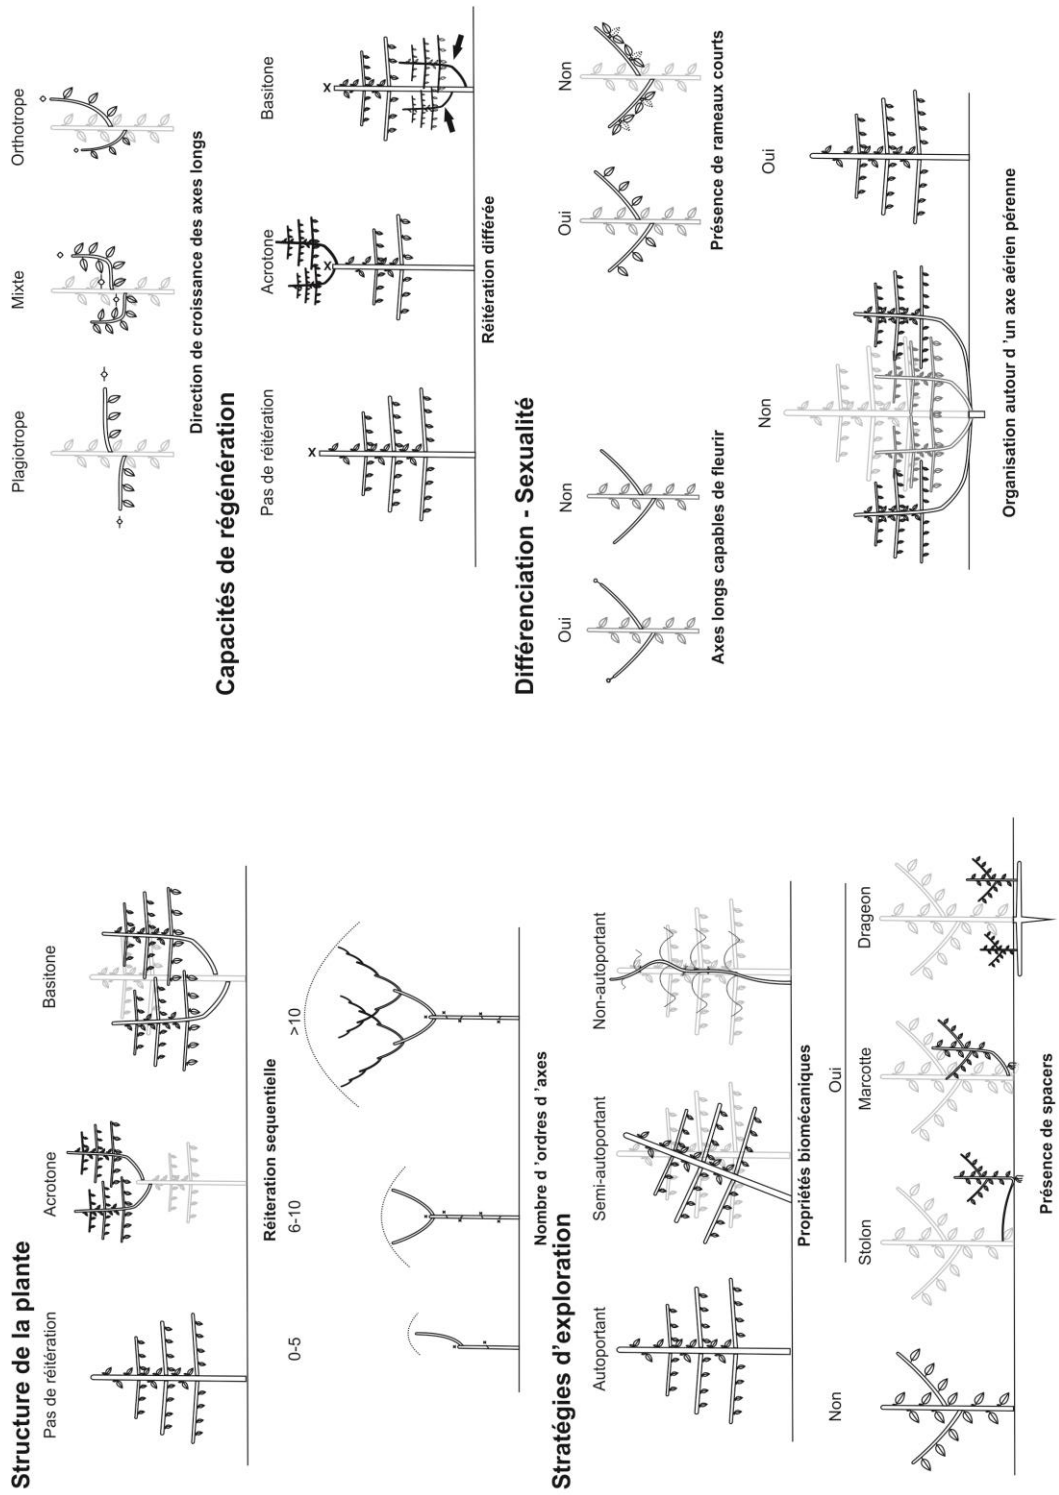 Structure de la plante
Pas de réitération Acrotone Basitone
Réiteration sequentielle
0-5 6-10 >10
Nombre d 'ordres d 'axes
Stratégies d'exploration
Autoportant Semi-autoportant Non-autoportant
Propriétés biomécaniques
Non Oui
Stolon Marcotte Drageon
Présence de spacers
Plagiotrope Mixte Orthotrope
Direction de croissance des axes longs
Capacités de régénération
Pas de réitération Acrotone Basitone
x x x
Réitération différée
Différenciation - Sexualité
Oui Non Oui Non
Axes longs capables de fleurir Présence de rameaux courts
Non Oui
Organisation autour d 'un axe aérien pérenne